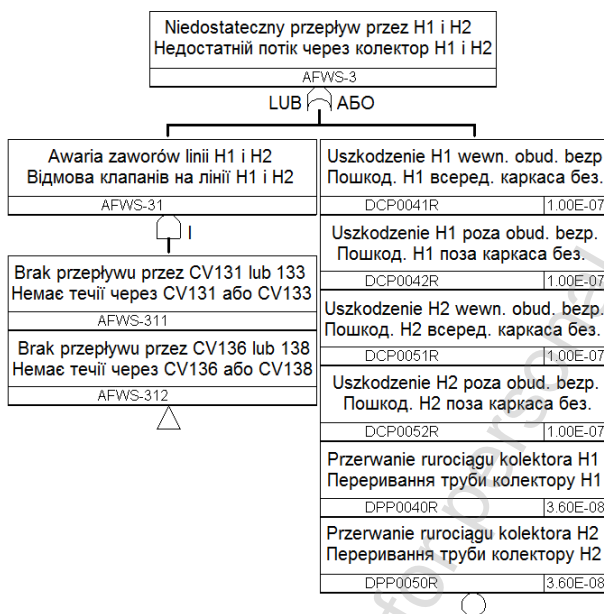 Niedostateczny przepływ przez H1 i H2
Недостатній потік через колектор H1 і H2
AFWS-3
LUB АБО
Awaria zaworów linii H1 i H2
Відмова клапанів на лінії H1 і H2
AFWS-31
I
Brak przepływu przez CV131 lub 133
Немає течії через CV131 або CV133
AFWS-311
Brak przepływu przez CV136 lub 138
Немає течії через CV136 або CV138
AFWS-312
Uszkodzenie H1 wewn. obud. bezp.
Пошкод. H1 всеред. каркаса без.
DCP0041R 1.00E-07
Uszkodzenie H1 poza obud. bezp.
Пошкод. H1 поза каркаса без.
DCP0042R 1.00E-07
Uszkodzenie H2 wewn. obud. bezp.
Пошкод. H2 всеред. каркаса без.
DCP0051R 1.00E-07
Uszkodzenie H2 poza obud. bezp.
Пошкод. H2 поза каркаса без.
DCP0052R 1.00E-07
Przerwanie rurociągu kolektora H1
Переривання труби колектору H1
DPP0040R 3.60E-08
Przerwanie rurociągu kolektora H2
Переривання труби колектору H2
DPP0050R 3.60E-08
for personel